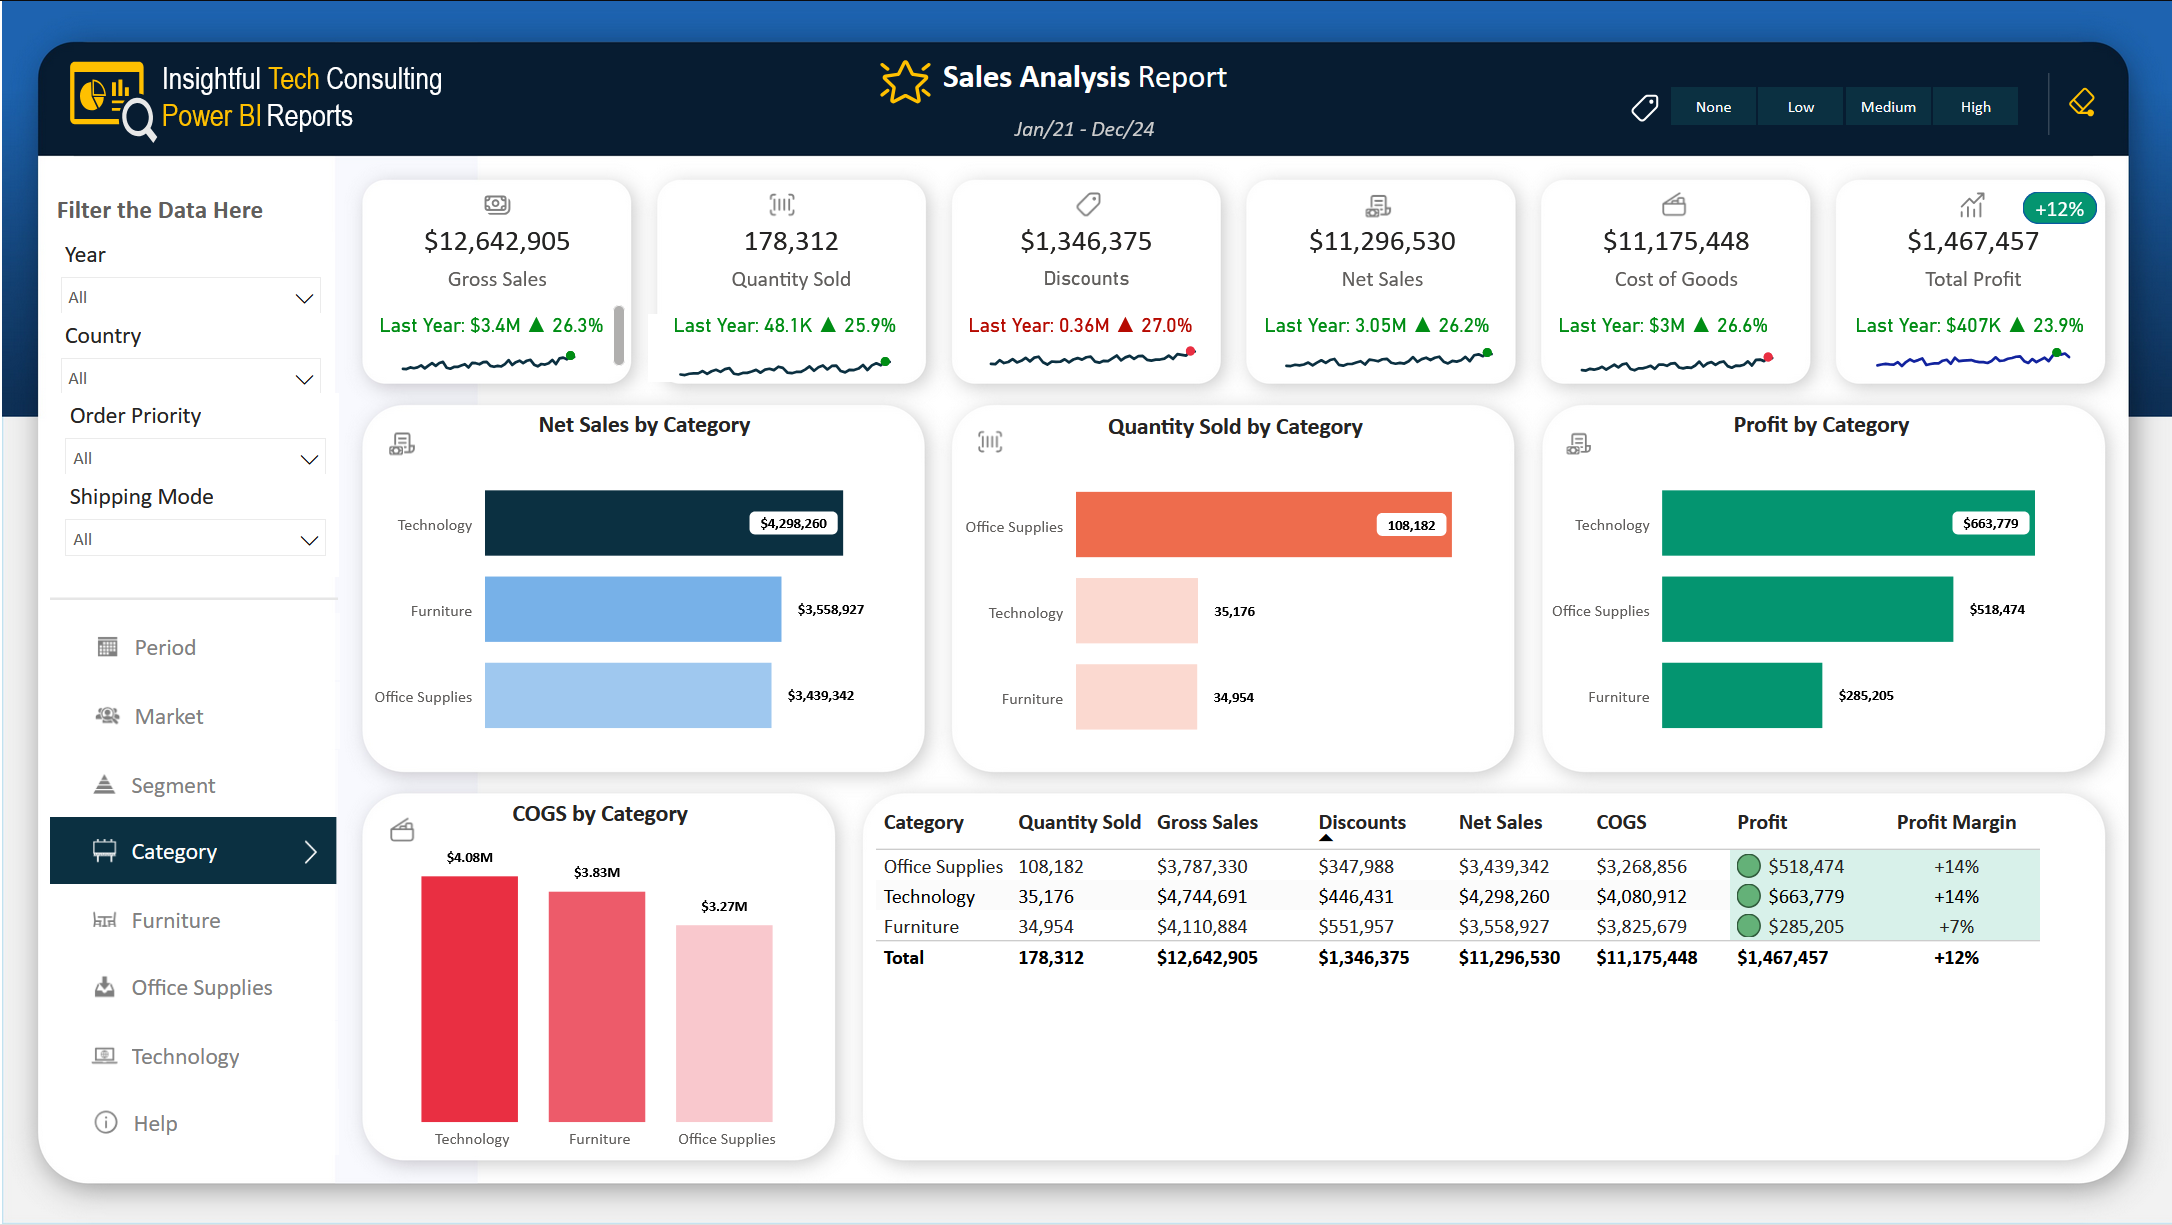 Insightful Tech Consulting
Power BI Reports
Sales Analysis Report
Jan/21 - Dec/24
None Low Medium High
Filter the Data Here
Year
All
Country
All
Order Priority
All
Shipping Mode
All
Period
Market
Segment
Category
Furniture
Office Supplies
Technology
Help
$12,642,905
Gross Sales
Last Year: $3.4M ▲ 26.3%
178,312
Quantity Sold
Last Year: 48.1K ▲ 25.9%
$1,346,375
Discounts
Last Year: 0.36M ▲ 27.0%
$11,296,530
Net Sales
Last Year: 3.05M ▲ 26.2%
$11,175,448
Cost of Goods
Last Year: $3M ▲ 26.6%
+12%
$1,467,457
Total Profit
Last Year: $407K ▲ 23.9%
Net Sales by Category
Technology $4,298,260
Furniture $3,558,927
Office Supplies $3,439,342
Quantity Sold by Category
Office Supplies 108,182
Technology 35,176
Furniture 34,954
Profit by Category
Technology $663,779
Office Supplies $518,474
Furniture $285,205
COGS by Category
$4.08M $3.83M $3.27M
Technology Furniture Office Supplies
Category Quantity Sold Gross Sales Discounts Net Sales COGS Profit Profit Margin
Office Supplies 108,182 $3,787,330 $347,988 $3,439,342 $3,268,856 $518,474 +14%
Technology 35,176 $4,744,691 $446,431 $4,298,260 $4,080,912 $663,779 +14%
Furniture 34,954 $4,110,884 $551,957 $3,558,927 $3,825,679 $285,205 +7%
Total 178,312 $12,642,905 $1,346,375 $11,296,530 $11,175,448 $1,467,457 +12%